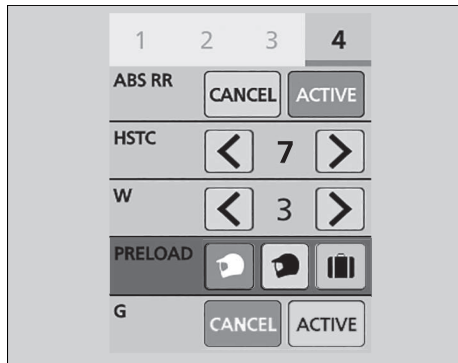 1 2 3 4
ABS RR CANCEL ACTIVE
HSTC 7
W 3
PRELOAD
G CANCEL ACTIVE